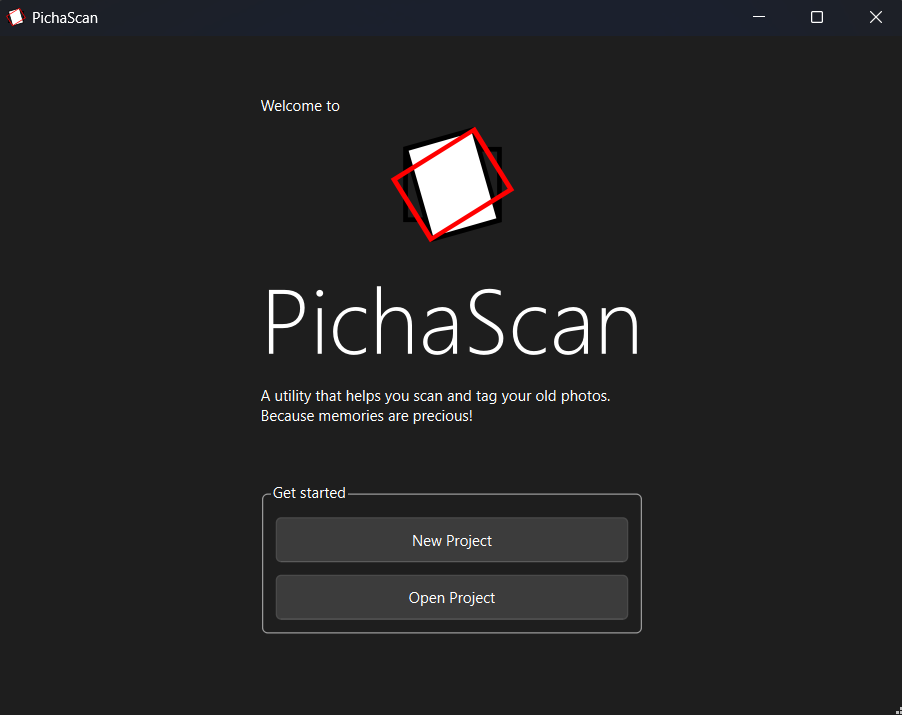 PichaScan
Welcome to
PichaScan
A utility that helps you scan and tag your old photos.
Because memories are precious!
Get started
New Project
Open Project